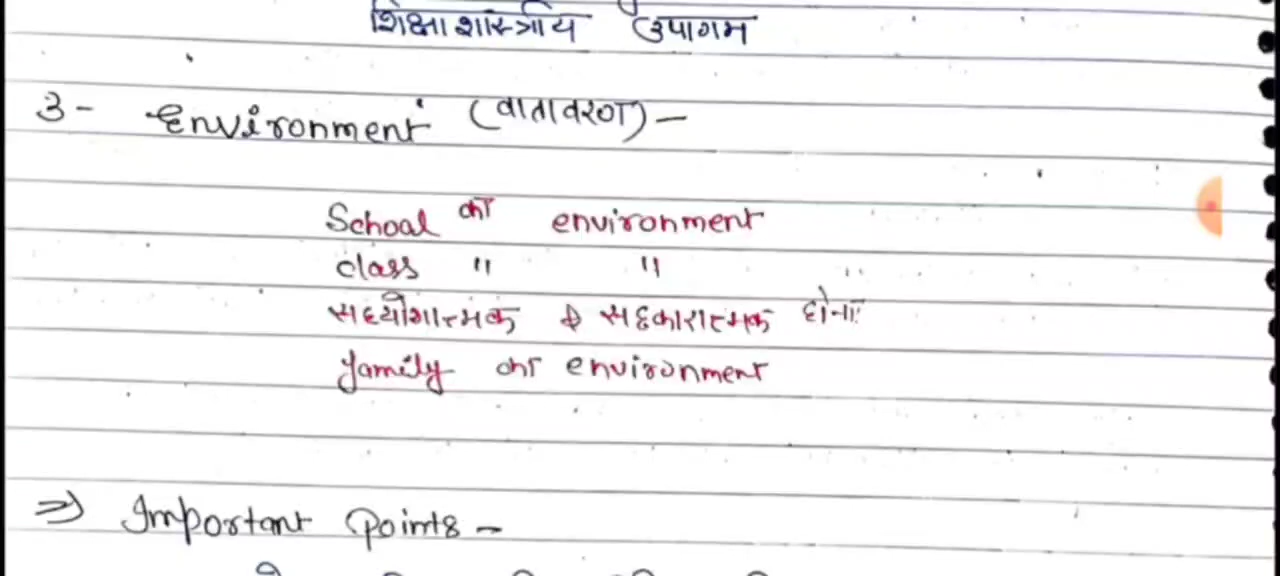 शिक्षाशास्त्रीय उपागम
3- Environment (वातावरण) -
School का environment
class " "
सहयोगात्मक & सहकारात्मक होना
family का environment
=> Important Points -